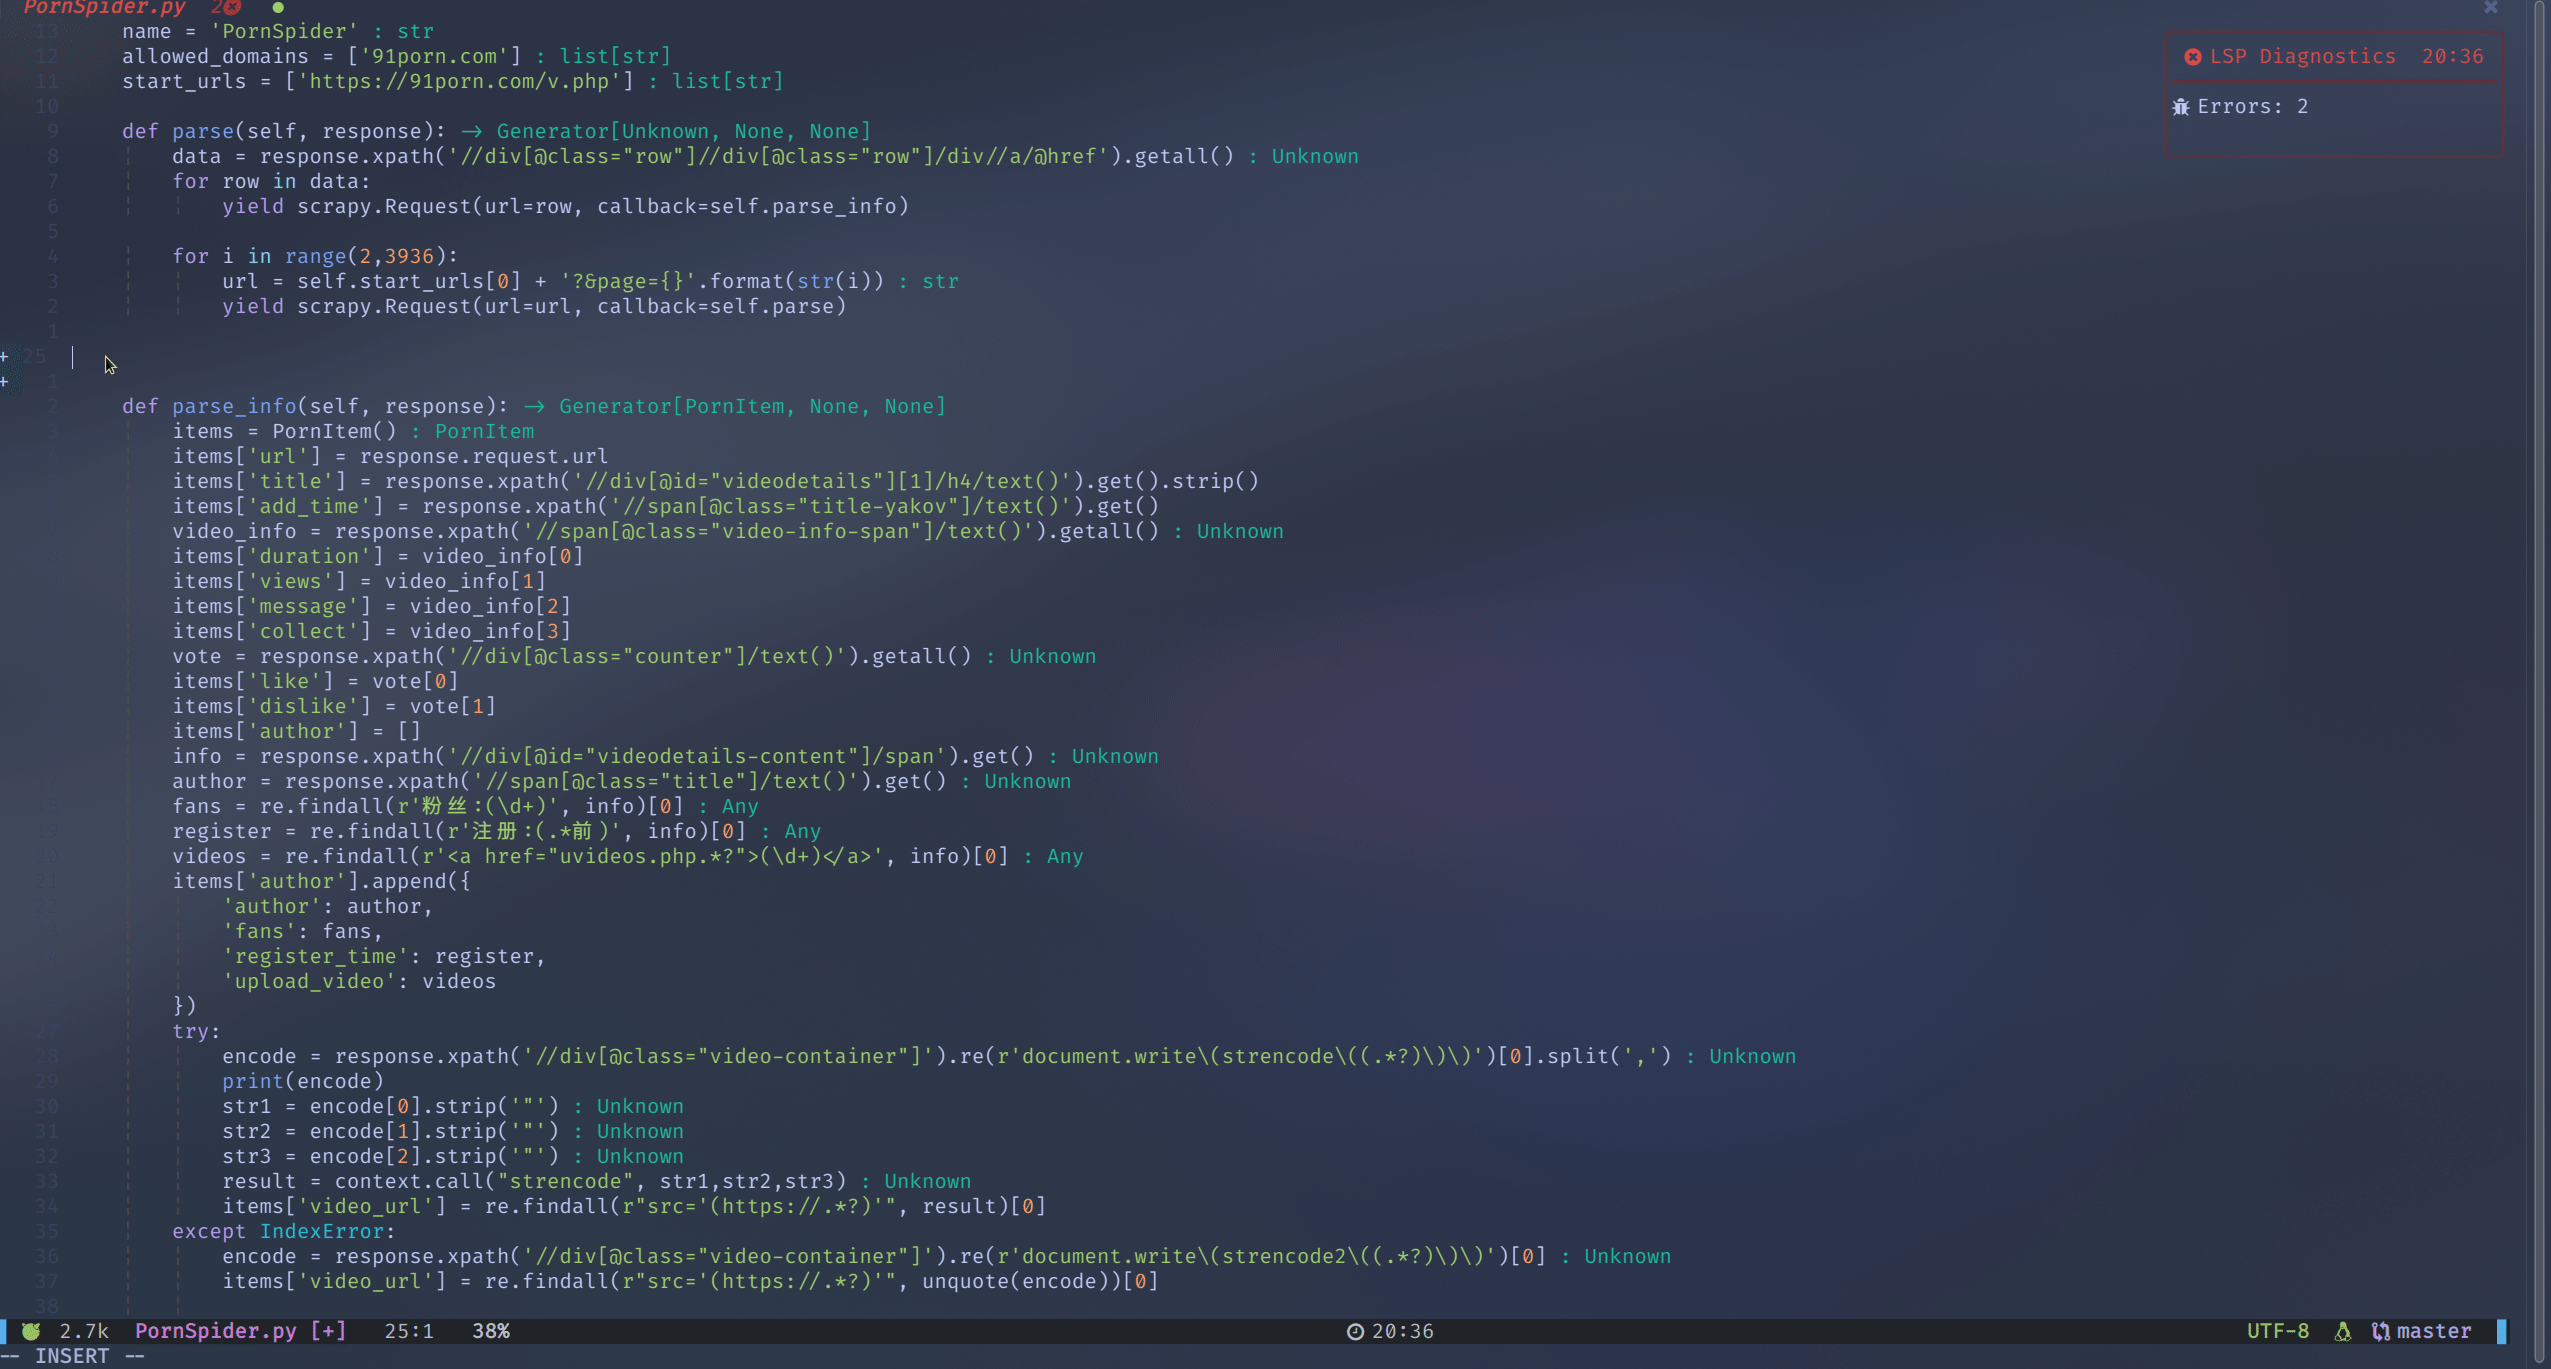 PornSpider.py 2
13 name = 'PornSpider' : str
12 allowed_domains = ['91porn.com'] : list[str]
11 start_urls = ['https://91porn.com/v.php'] : list[str]
LSP Diagnostics 20:36
Errors: 2
10
9 def parse(self, response): → Generator[Unknown, None, None]
8 data = response.xpath('//div[@class="row"]//div[@class="row"]/div//a/@href').getall() : Unknown
7 for row in data:
6 yield scrapy.Request(url=row, callback=self.parse_info)
5
4 for i in range(2,3936):
3 url = self.start_urls[0] + '?&page={}'.format(str(i)) : str
2 yield scrapy.Request(url=url, callback=self.parse)
1
+ 25
+ 1
2 def parse_info(self, response): → Generator[PornItem, None, None]
3 items = PornItem() : PornItem
items['url'] = response.request.url
items['title'] = response.xpath('//div[@id="videodetails"][1]/h4/text()').get().strip()
items['add_time'] = response.xpath('//span[@class="title-yakov"]/text()').get()
video_info = response.xpath('//span[@class="video-info-span"]/text()').getall() : Unknown
items['duration'] = video_info[0]
items['views'] = video_info[1]
items['message'] = video_info[2]
items['collect'] = video_info[3]
vote = response.xpath('//div[@class="counter"]/text()').getall() : Unknown
items['like'] = vote[0]
items['dislike'] = vote[1]
items['author'] = []
info = response.xpath('//div[@id="videodetails-content"]/span').get() : Unknown
author = response.xpath('//span[@class="title"]/text()').get() : Unknown
fans = re.findall(r'粉丝:(\d+)', info)[0] : Any
register = re.findall(r'注册:(.*前)', info)[0] : Any
videos = re.findall(r'<a href="uvideos.php.*?">(\d+)</a>', info)[0] : Any
21 items['author'].append({
'author': author,
'fans': fans,
'register_time': register,
'upload_video': videos
})
27 try:
28 encode = response.xpath('//div[@class="video-container"]').re(r'document.write\(strencode\((.*?)\)\)')[0].split(',') : Unknown
29 print(encode)
30 str1 = encode[0].strip('"') : Unknown
31 str2 = encode[1].strip('"') : Unknown
32 str3 = encode[2].strip('"') : Unknown
33 result = context.call("strencode", str1,str2,str3) : Unknown
34 items['video_url'] = re.findall(r"src='(https://.*?)'", result)[0]
35 except IndexError:
36 encode = response.xpath('//div[@class="video-container"]').re(r'document.write\(strencode2\((.*?)\)\)')[0] : Unknown
37 items['video_url'] = re.findall(r"src='(https://.*?)'", unquote(encode))[0]
38
2.7k PornSpider.py [+] 25:1 38% 20:36 UTF-8 master
-- INSERT --